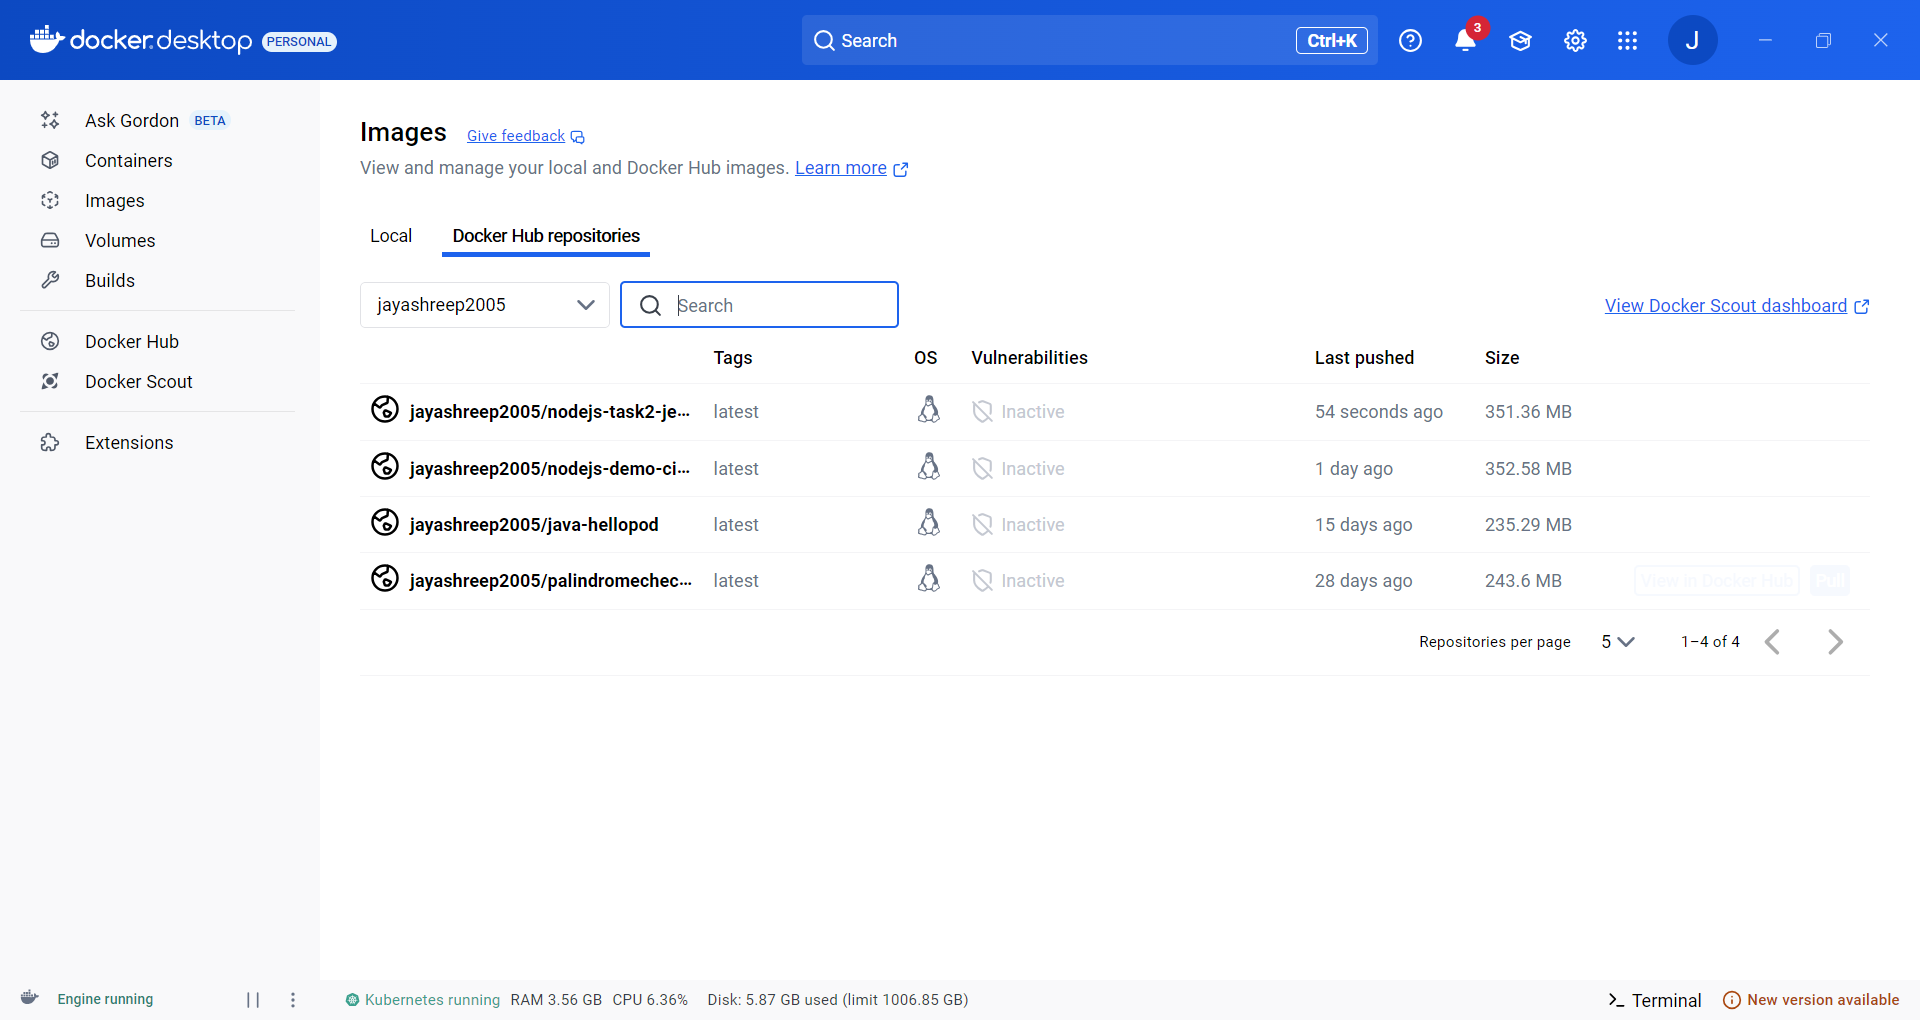 docker.desktop PERSONAL
Search Ctrl+K
3
J
Ask Gordon BETA
Containers
Images
Volumes
Builds
Docker Hub
Docker Scout
Extensions
Images Give feedback
View and manage your local and Docker Hub images. Learn more
Local Docker Hub repositories
jayashreep2005 Search View Docker Scout dashboard
Tags OS Vulnerabilities Last pushed Size
jayashreep2005/nodejs-task2-je... latest Inactive 54 seconds ago 351.36 MB
jayashreep2005/nodejs-demo-ci... latest Inactive 1 day ago 352.58 MB
jayashreep2005/java-hellopod latest Inactive 15 days ago 235.29 MB
jayashreep2005/palindromechec... latest Inactive 28 days ago 243.6 MB View in Docker Hub Pull
Repositories per page 5 1–4 of 4
Engine running Kubernetes running RAM 3.56 GB CPU 6.36% Disk: 5.87 GB used (limit 1006.85 GB) Terminal New version available